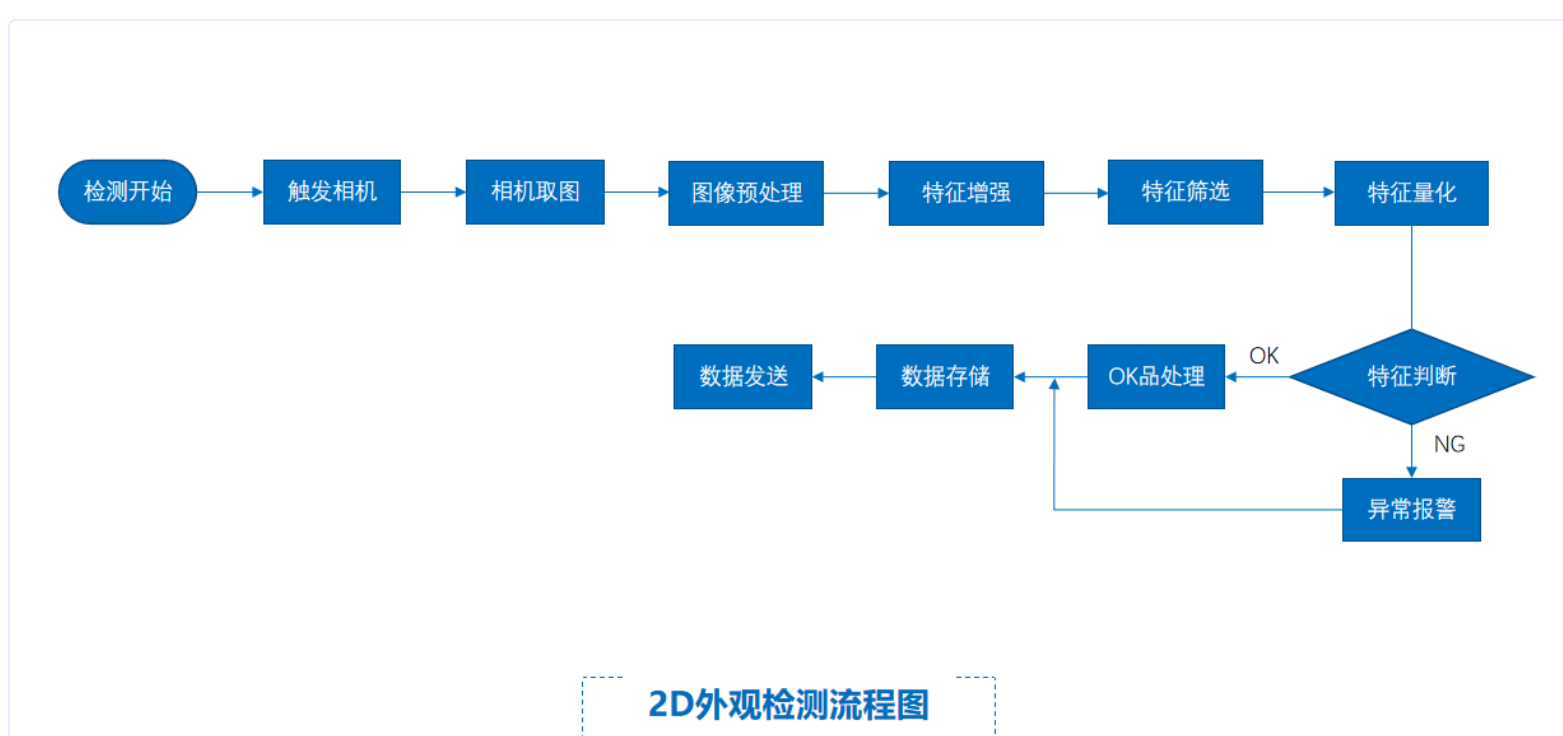 检测开始
触发相机
相机取图
图像预处理
特征增强
特征筛选
特征量化
特征判断
OK
OK品处理
数据存储
数据发送
NG
异常报警
2D外观检测流程图